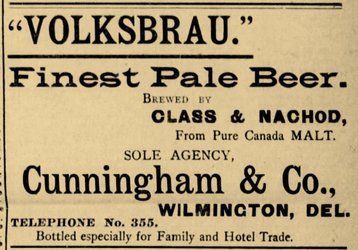 "VOLKSBRAU."
Finest Pale Beer.
BREWED BY
CLASS & NACHOD,
From Pure Canada MALT.
SOLE AGENCY,
Cunningham & Co.,
WILMINGTON, DEL.
TELEPHONE No. 355.
Bottled especially for Family and Hotel Trade.